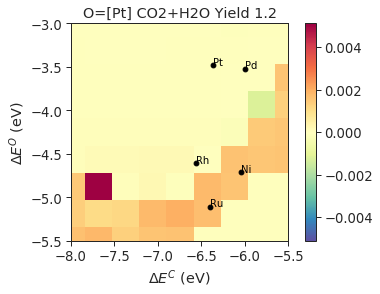 O=[Pt] CO2+H2O Yield 1.2
−3.0
−3.5
−4.0
−4.5
−5.0
−5.5
ΔE^O (eV)
−8.0 −7.5 −7.0 −6.5 −6.0 −5.5
ΔE^C (eV)
Pt
Pd
Rh
Ni
Ru
0.004
0.002
0.000
−0.002
−0.004